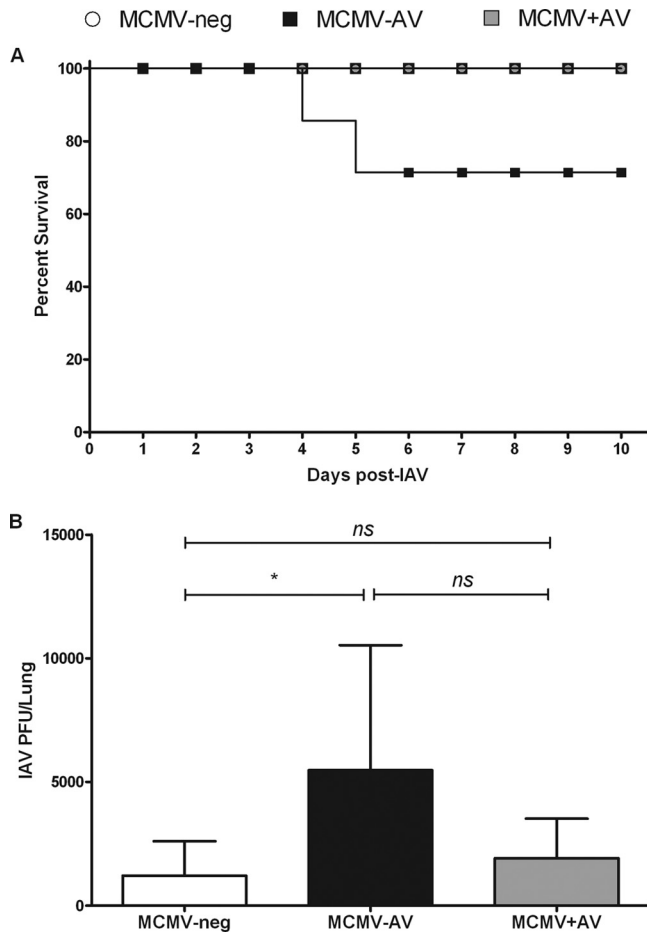 MCMV-neg MCMV-AV MCMV+AV
A
100
80
60
40
20
0
Percent Survival
0 1 2 3 4 5 6 7 8 9 10
Days post-IAV
B
15000
10000
5000
0
IAV PFU/Lung
ns
* ns
MCMV-neg MCMV-AV MCMV+AV